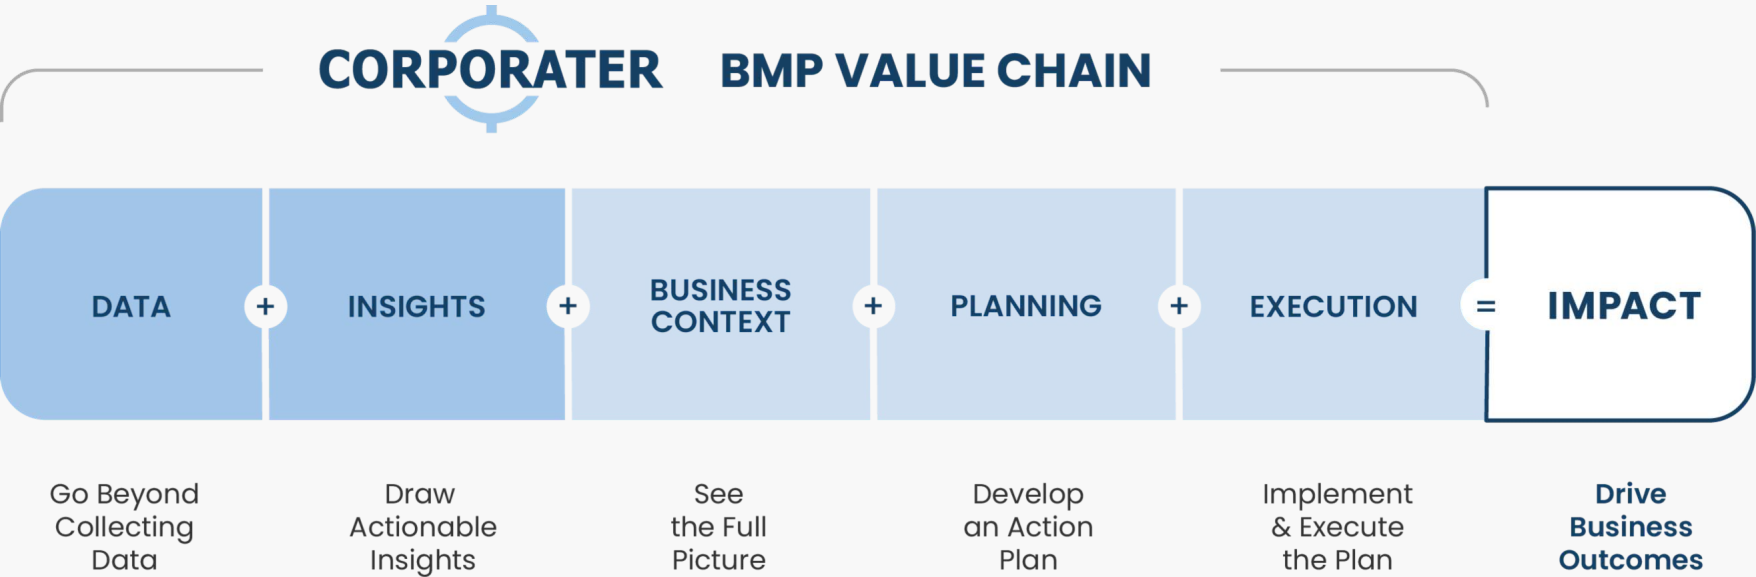 CORPORATER BMP VALUE CHAIN
DATA + INSIGHTS + BUSINESS CONTEXT + PLANNING + EXECUTION = IMPACT
Go Beyond
Collecting
Data
Draw
Actionable
Insights
See
the Full
Picture
Develop
an Action
Plan
Implement
& Execute
the Plan
Drive
Business
Outcomes